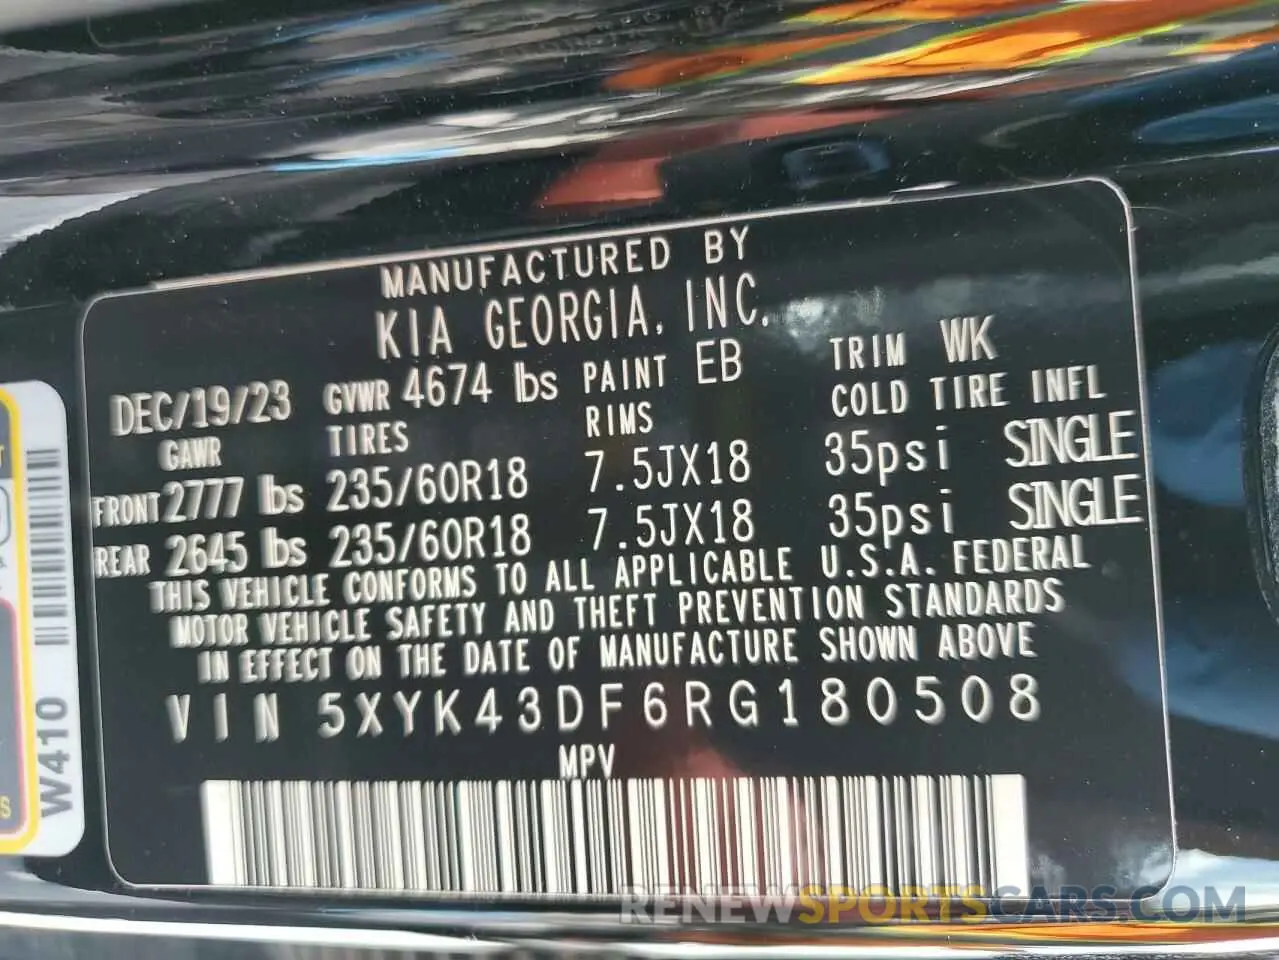 MANUFACTURED BY
KIA GEORGIA, INC.
DEC/19/23 GVWR 4674 lbs PAINT EB TRIM WK
GAWR TIRES RIMS COLD TIRE INFL
FRONT 2777 lbs 235/60R18 7.5JX18 35psi SINGLE
REAR 2645 lbs 235/60R18 7.5JX18 35psi SINGLE
THIS VEHICLE CONFORMS TO ALL APPLICABLE U.S.A. FEDERAL
MOTOR VEHICLE SAFETY AND THEFT PREVENTION STANDARDS
IN EFFECT ON THE DATE OF MANUFACTURE SHOWN ABOVE
VIN 5XYK43DF6RG180508
MPV
W410
RENEWSPORTSCARS.COM